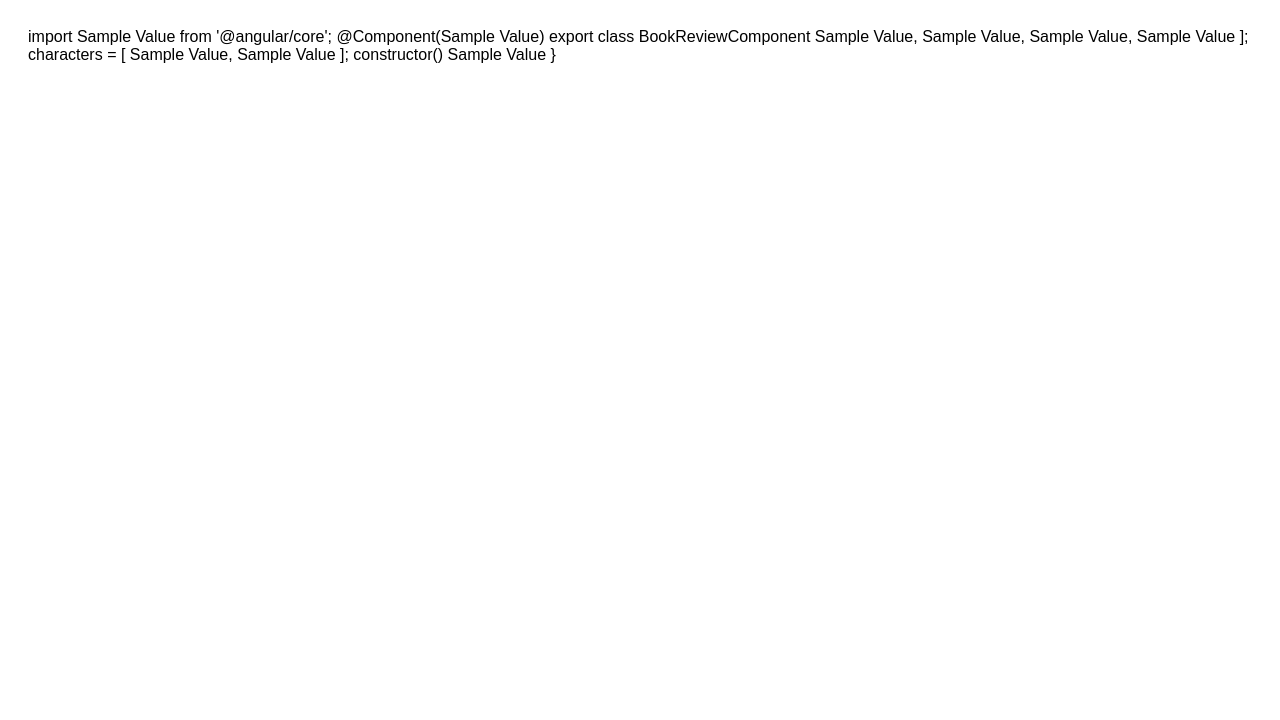 import Sample Value from '@angular/core'; @Component(Sample Value) export class BookReviewComponent Sample Value, Sample Value, Sample Value, Sample Value ];
characters = [ Sample Value, Sample Value ]; constructor() Sample Value }